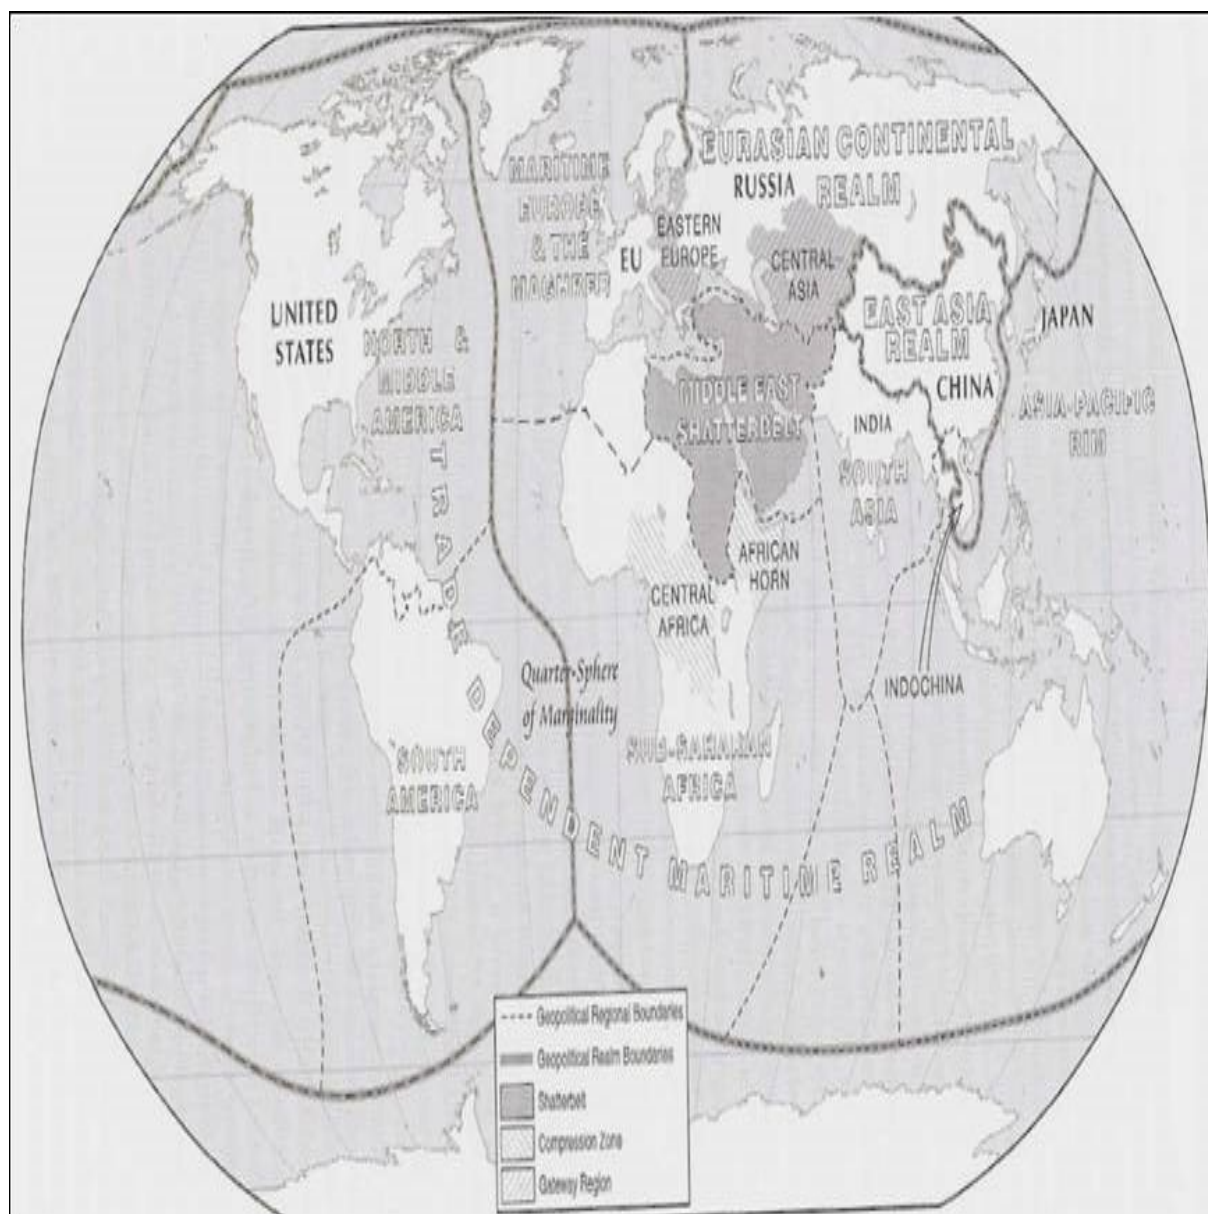 MARITIME
EUROPE
& THE
MAGHREB
EURASIAN CONTINENTAL
REALM
RUSSIA
EASTERN
EUROPE
EU
CENTRAL
ASIA
UNITED
STATES
NORTH &
MIDDLE
AMERICA
EAST ASIA
REALM
CHINA
JAPAN
ASIA-PACIFIC
RIM
MIDDLE EAST
SHATTERBELT
INDIA
SOUTH
ASIA
AFRICAN
HORN
CENTRAL
AFRICA
INDOCHINA
Quarter-Sphere
of Marginality
SOUTH
AMERICA
SUB-SAHARAN
AFRICA
TRADE DEPENDENT MARITIME REALM
Geopolitical Regional Boundaries
Geopolitical Realm Boundaries
Shatterbelt
Compression Zone
Gateway Region